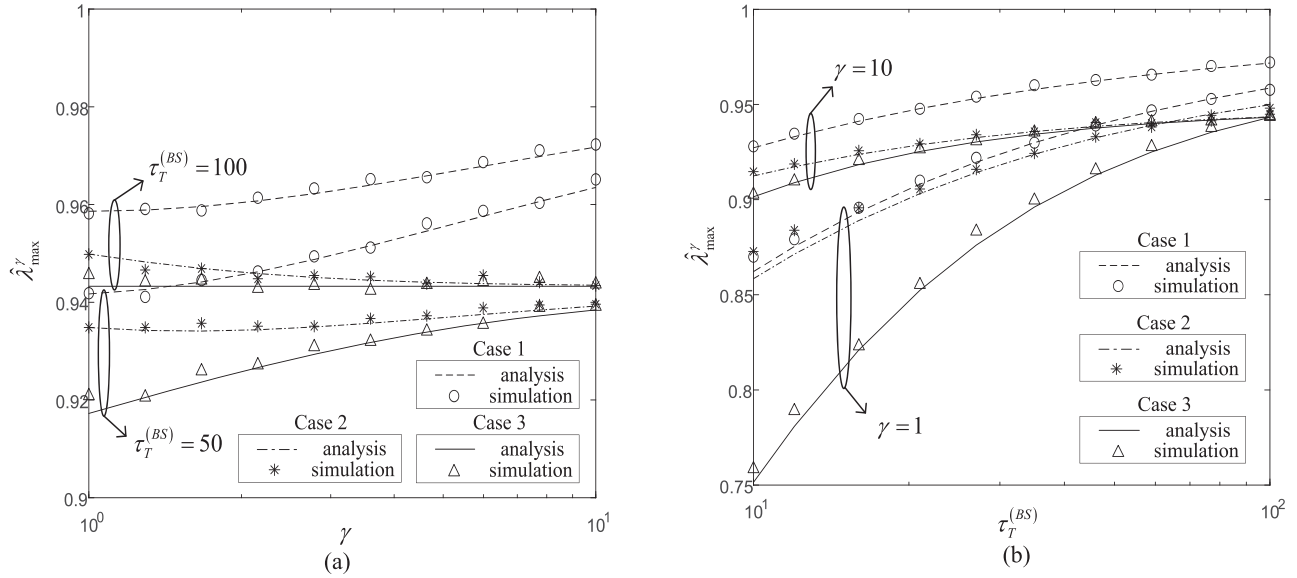 1
0.98
0.96
0.94
0.92
0.9
λ̂^γ_max
τ_T^(BS) = 100
τ_T^(BS) = 50
Case 1
analysis
simulation
Case 2
analysis
simulation
Case 3
analysis
simulation
10^0
10^1
γ
(a)
1
0.95
0.9
0.85
0.8
0.75
λ̂^γ_max
γ = 10
γ = 1
Case 1
analysis
simulation
Case 2
analysis
simulation
Case 3
analysis
simulation
10^1
10^2
τ_T^(BS)
(b)